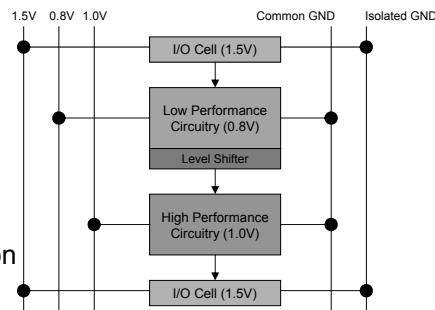 1.5V 0.8V 1.0V Common GND Isolated GND
I/O Cell (1.5V)
Low Performance
Circuitry (0.8V)
Level Shifter
High Performance
Circuitry (1.0V)
on
I/O Cell (1.5V)